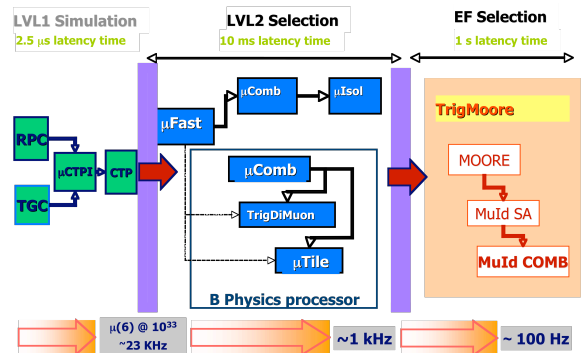 LVL1 Simulation
2.5 μs latency time
LVL2 Selection
10 ms latency time
EF Selection
1 s latency time
RPC
TGC
μCTPI
CTP
μFast
μComb
μIsol
μComb
TrigDiMuon
μTile
B Physics processor
TrigMoore
MOORE
MuId SA
MuId COMB
μ(6) @ 10³³
~23 KHz
~1 kHz
~ 100 Hz